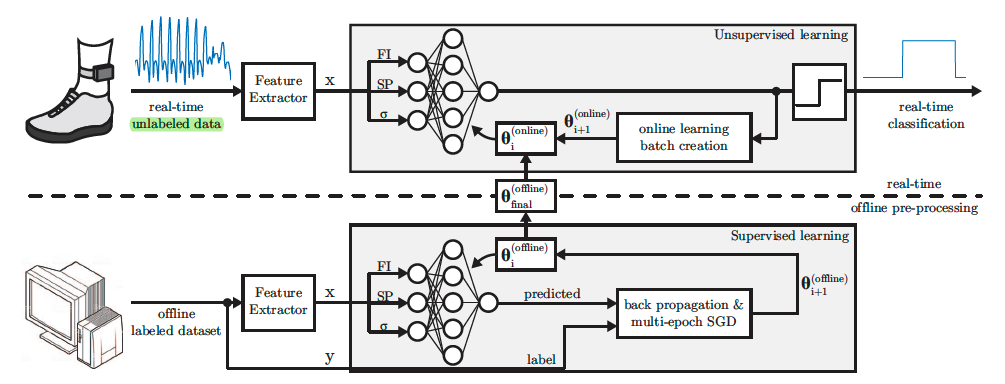 Unsupervised learning
FI
SP
σ
Feature
Extractor
x
real-time
unlabeled data
θ i (online)
θ i+1 (online)
online learning
batch creation
real-time
classification
θ final (offline)
real-time
offline pre-processing
Supervised learning
θ i (offline)
FI
SP
σ
Feature
Extractor
x
offline
labeled dataset
predicted
back propagation &
multi-epoch SGD
θ i+1 (offline)
y
label